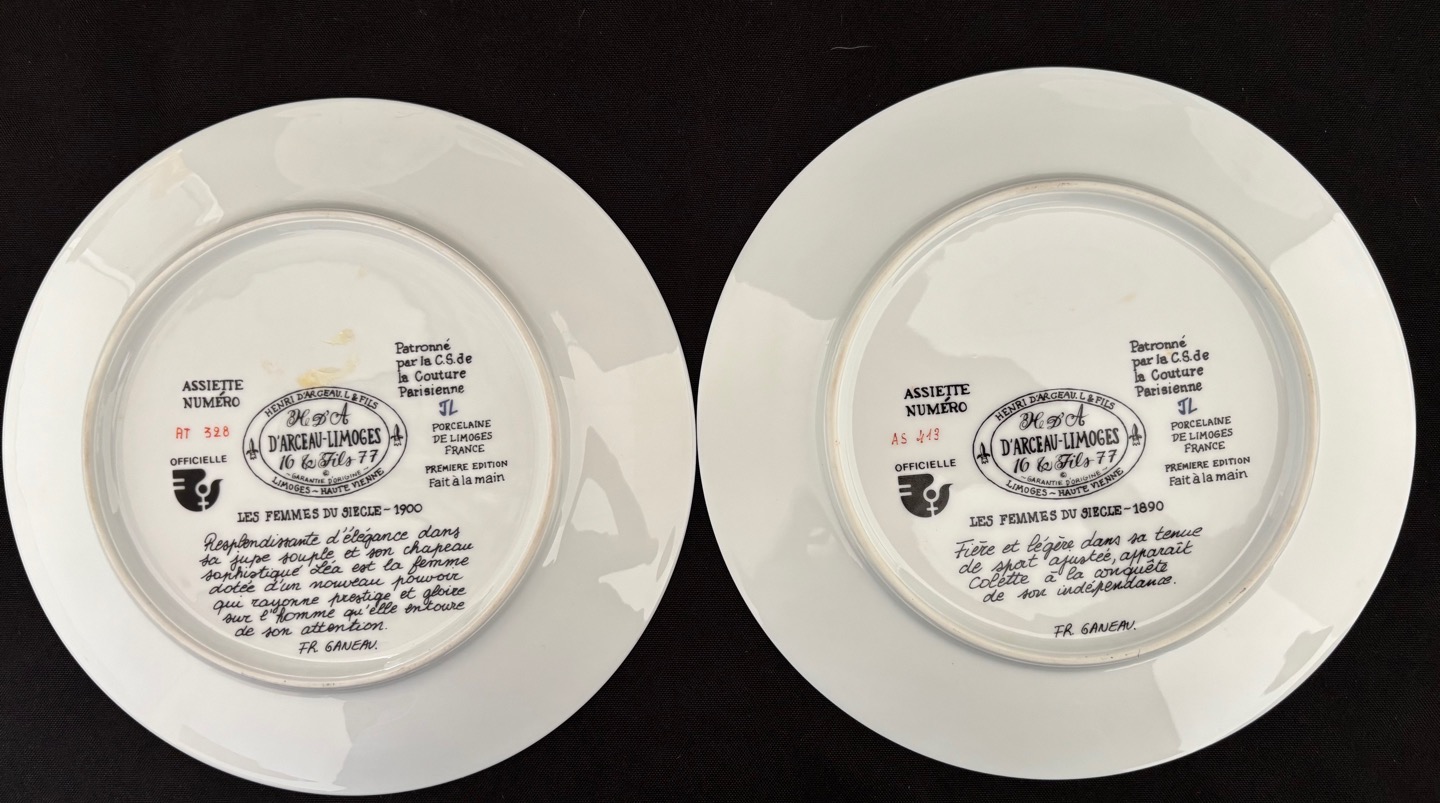 ASSIETTE
NUMÉRO
AT 328
OFFICIELLE
Patronné
par la C.S. de
la Couture
Parisienne
JL
PORCELAINE
DE LIMOGES
FRANCE
PREMIERE EDITION
Fait à la main
HENRI D'ARCEAU. L & FILS
H D'A
D'ARCEAU-LIMOGES
16 & Fils 77
©
GARANTIE D'ORIGINE
LIMOGES ~ HAUTE VIENNE
LES FEMMES DU SIECLE - 1900
Resplendissante d'élégance dans
sa jupe souple et son chapeau
sophistiqué Léa est la femme
dotée d'un nouveau pouvoir
qui rayonne prestige et gloire
sur l'homme qu'elle entoure
de son attention.
FR. GANEAU.
ASSIETTE
NUMÉRO
AS 413
OFFICIELLE
Patronné
par la C.S. de
la Couture
Parisienne
JL
PORCELAINE
DE LIMOGES
FRANCE
PREMIERE EDITION
Fait à la main
HENRI D'ARCEAU. L & FILS
H D'A
D'ARCEAU-LIMOGES
16 & Fils 77
©
GARANTIE D'ORIGINE
LIMOGES ~ HAUTE VIENNE
LES FEMMES DU SIECLE - 1890
Fière et légère dans sa tenue
de sport ajustée, apparaît
Colette à la conquête
de son indépendance.
FR. GANEAU.